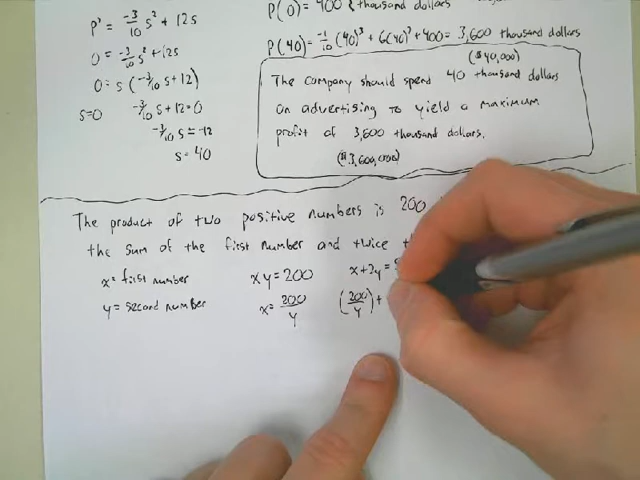 P' = -3/10 s² + 12s
0 = -3/10 s² + 12s
0 = s (-3/10 s + 12)
s=0 -3/10 s + 12 = 0
-3/10 s = -12
s = 40
P(0) = 400 thousand dollars
P(40) = -1/10 (40)³ + 6(40)² + 400 = 3,600 thousand dollars
($40,000)
The company should spend 40 thousand dollars
on advertising to yield a maximum
profit of 3,600 thousand dollars.
($3,600,000)
The product of two positive numbers is 200
the sum of the first number and twice
x = first number xy = 200 x + 2y =
y = second number x = 200/y (200/y) +